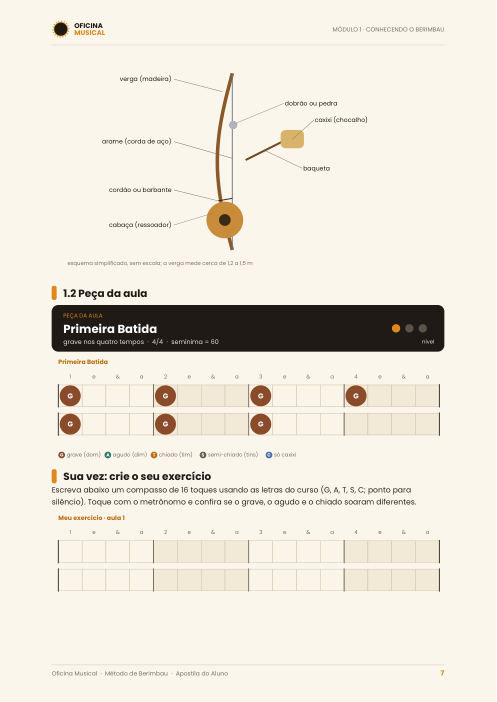 OFICINA
MUSICAL
MÓDULO 1 · CONHECENDO O BERIMBAU
verga (madeira)
dobrão ou pedra
caxixi (chocalho)
arame (corda de aço)
baqueta
cordão ou barbante
cabaça (ressoador)
esquema simplificado, sem escala; a verga mede cerca de 1,2 a 1,5 m
1.2 Peça da aula
PEÇA DA AULA
Primeira Batida
grave nos quatro tempos · 4/4 · semínima = 60
nível
Primeira Batida
1 e & a 2 e & a 3 e & a 4 e & a
G G G G
G G G
G grave (dom) A agudo (dim) T chiado (tim) S semi-chiado (tins) C só caxixi
Sua vez: crie o seu exercício
Escreva abaixo um compasso de 16 toques usando as letras do curso (G, A, T, S, C; ponto para
silêncio). Toque com o metrônomo e confira se o grave, o agudo e o chiado soaram diferentes.
Meu exercício · aula 1
1 e & a 2 e & a 3 e & a 4 e & a
Oficina Musical · Método de Berimbau · Apostila do Aluno
7